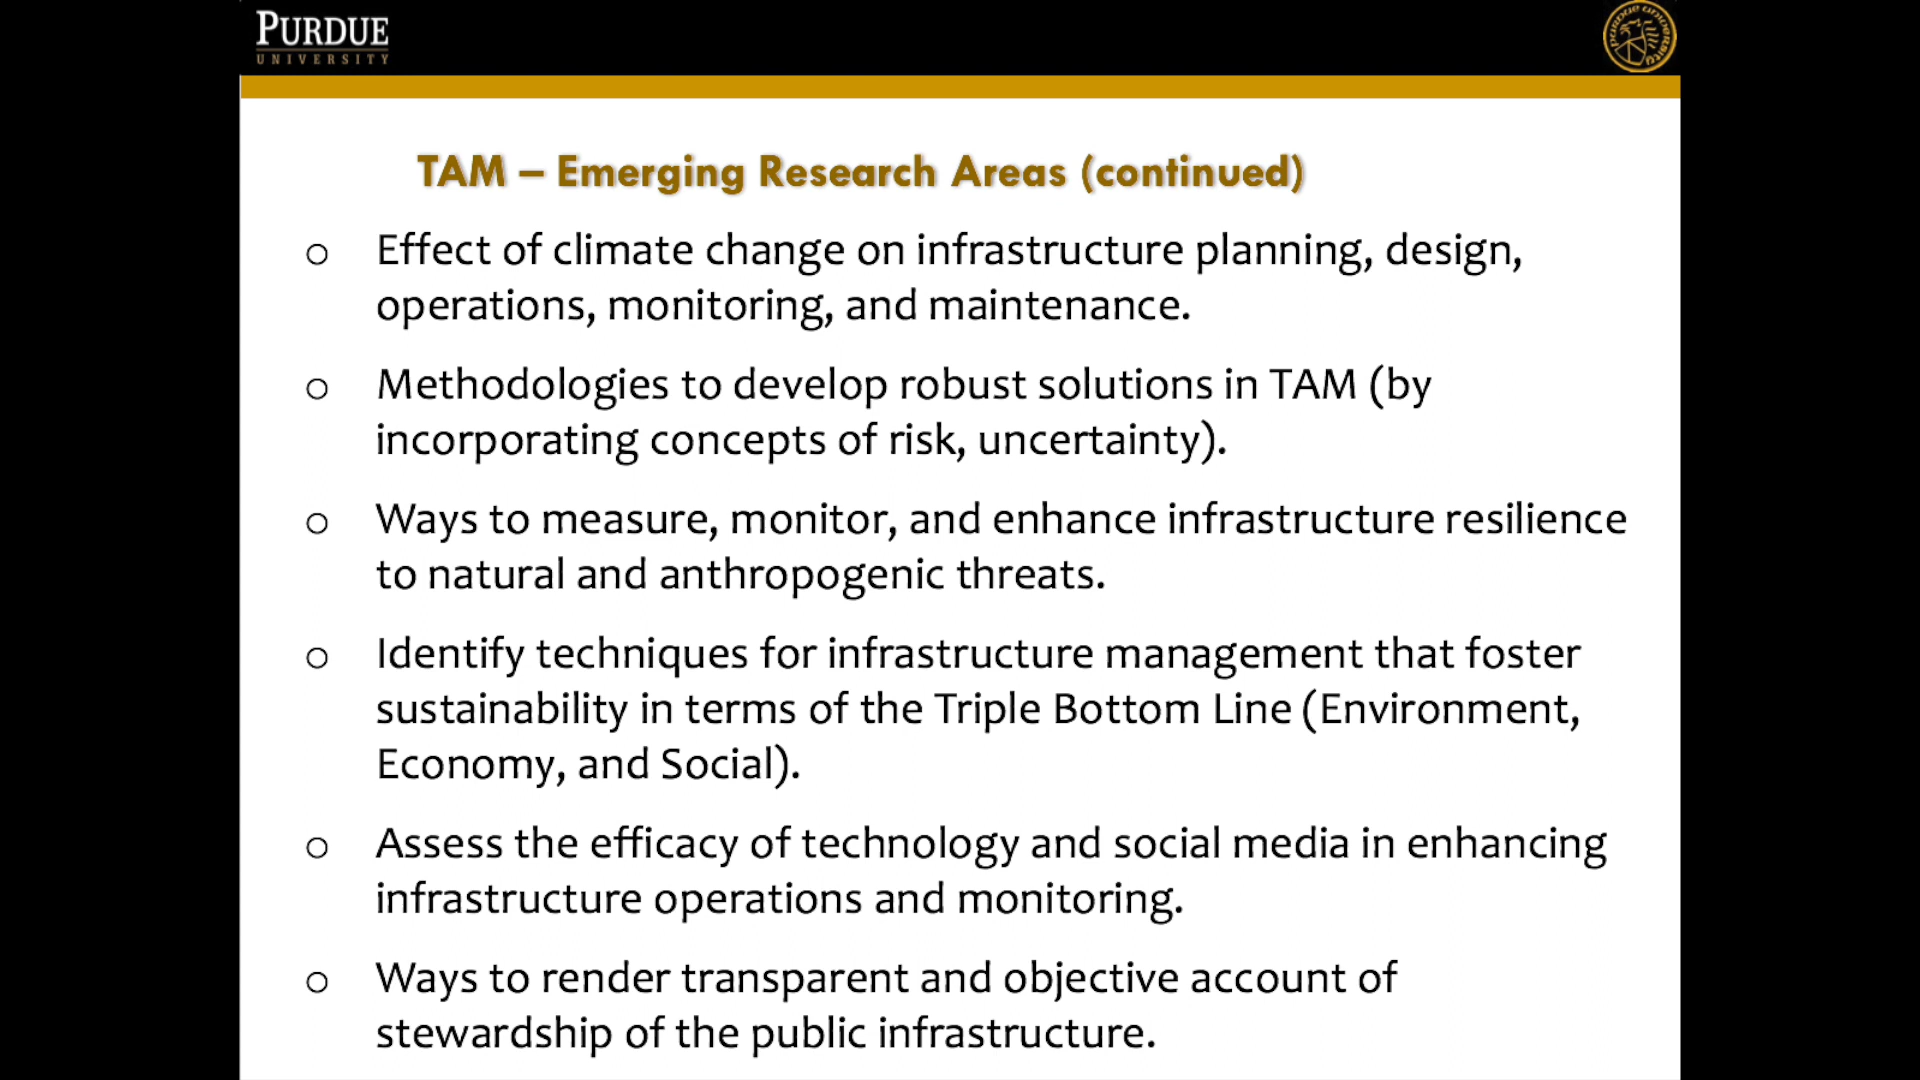 PURDUE
UNIVERSITY
TAM – Emerging Research Areas (continued)
o Effect of climate change on infrastructure planning, design,
operations, monitoring, and maintenance.
o Methodologies to develop robust solutions in TAM (by
incorporating concepts of risk, uncertainty).
o Ways to measure, monitor, and enhance infrastructure resilience
to natural and anthropogenic threats.
o Identify techniques for infrastructure management that foster
sustainability in terms of the Triple Bottom Line (Environment,
Economy, and Social).
o Assess the efficacy of technology and social media in enhancing
infrastructure operations and monitoring.
o Ways to render transparent and objective account of
stewardship of the public infrastructure.